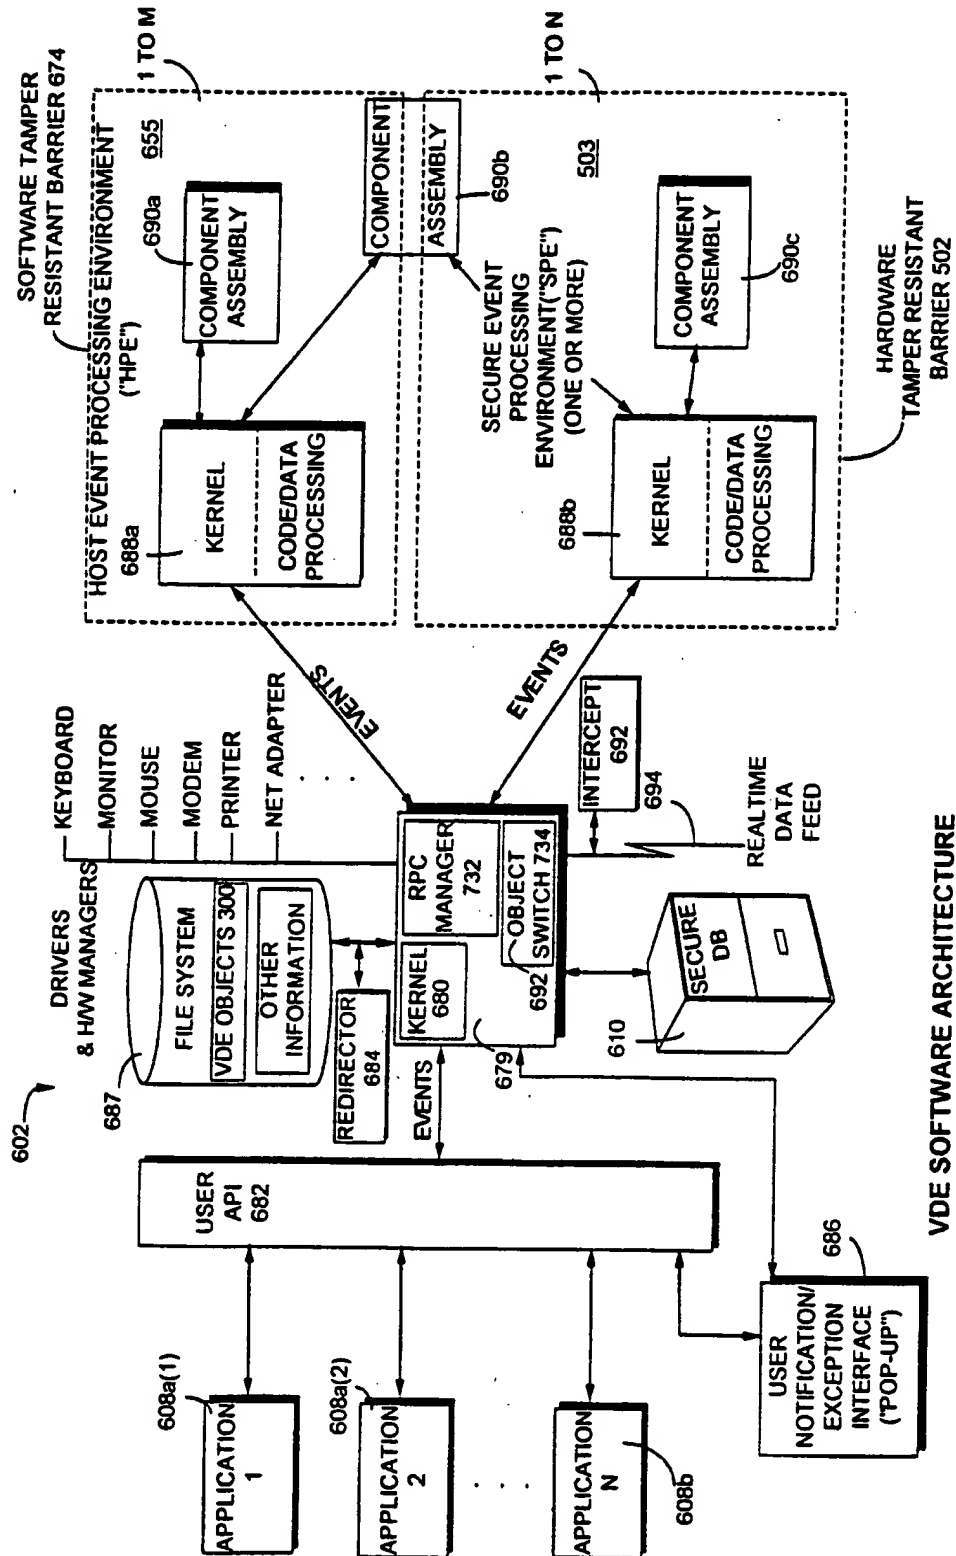 602
DRIVERS
& H/W MANAGERS
KEYBOARD
MONITOR
MOUSE
MODEM
PRINTER
NET ADAPTER
. . .
SOFTWARE TAMPER
RESISTANT BARRIER 674
HOST EVENT PROCESSING ENVIRONMENT
("HPE")
655
1 TO M
688a
KERNEL
CODE/DATA
PROCESSING
690a
COMPONENT
ASSEMBLY
COMPONENT
ASSEMBLY
690b
687
FILE SYSTEM
VDE OBJECTS 300
OTHER
INFORMATION
REDIRECTOR
684
EVENTS
KERNEL
680
RPC
MANAGER
732
OBJECT
SWITCH 734
692
679
EVENTS
EVENTS
USER
API
682
608a(1)
APPLICATION
1
608a(2)
APPLICATION
2
. . . .
APPLICATION
N
608b
610
SECURE
DB
INTERCEPT
692
694
REALTIME
DATA
FEED
SECURE EVENT
PROCESSING
ENVIRONMENT("SPE")
(ONE OR MORE)
503
1 TO N
688b
KERNEL
CODE/DATA
PROCESSING
COMPONENT
ASSEMBLY
690c
HARDWARE
TAMPER RESISTANT
BARRIER 502
USER
NOTIFICATION/
EXCEPTION
INTERFACE
("POP-UP")
686
VDE SOFTWARE ARCHITECTURE